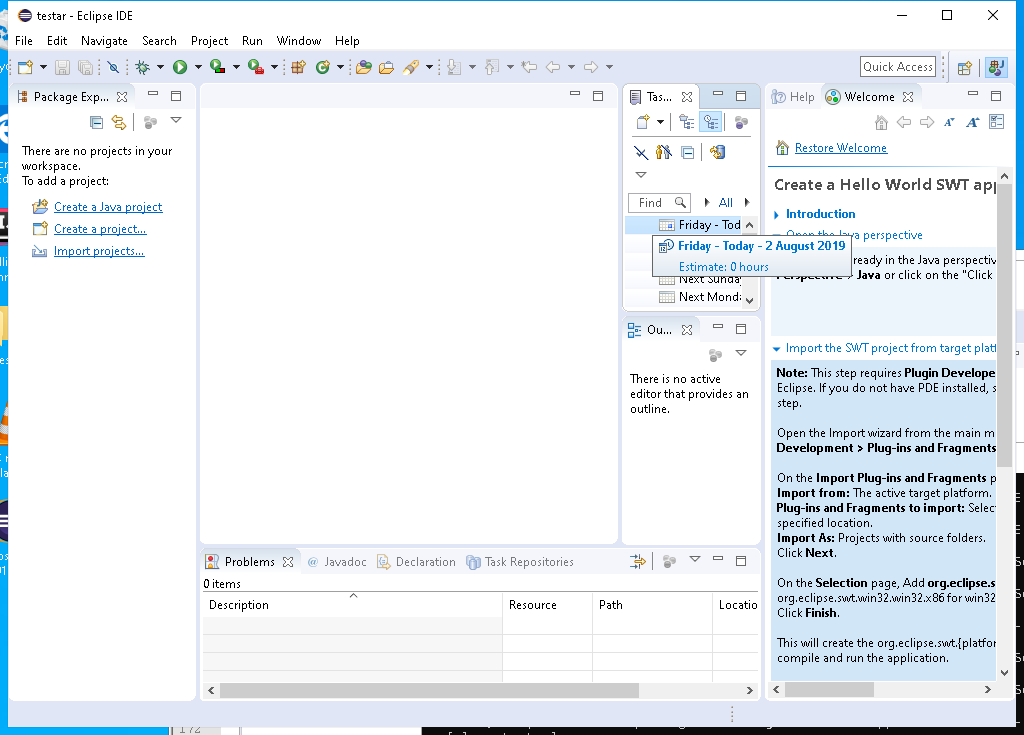 testar - Eclipse IDE
File Edit Navigate Search Project Run Window Help
Quick Access
Package Exp...
There are no projects in your
workspace.
To add a project:
Create a Java project
Create a project...
Import projects...
Tas...
Find
All
Friday - Tod
Friday - Today - 2 August 2019
Estimate: 0 hours
Next Sunday
Next Mond
Ou...
There is no active
editor that provides an
outline.
Help
Welcome
Restore Welcome
Create a Hello World SWT app
Introduction
Open the Java perspective
ready in the Java perspectiv
Java or click on the "Click
Import the SWT project from target platf
Note: This step requires Plugin Develope
Eclipse. If you do not have PDE installed, s
step.
Open the Import wizard from the main m
Development > Plug-ins and Fragments
On the Import Plug-ins and Fragments p
Import from: The active target platform.
Plug-ins and Fragments to import: Selec
specified location.
Import As: Projects with source folders.
Click Next.
On the Selection page, Add org.eclipse.s
org.eclipse.swt.win32.win32.x86 for win32
Click Finish.
This will create the org.eclipse.swt.{platfor
compile and run the application.
Problems
Javadoc
Declaration
Task Repositories
0 items
Description Resource Path Locatio
172